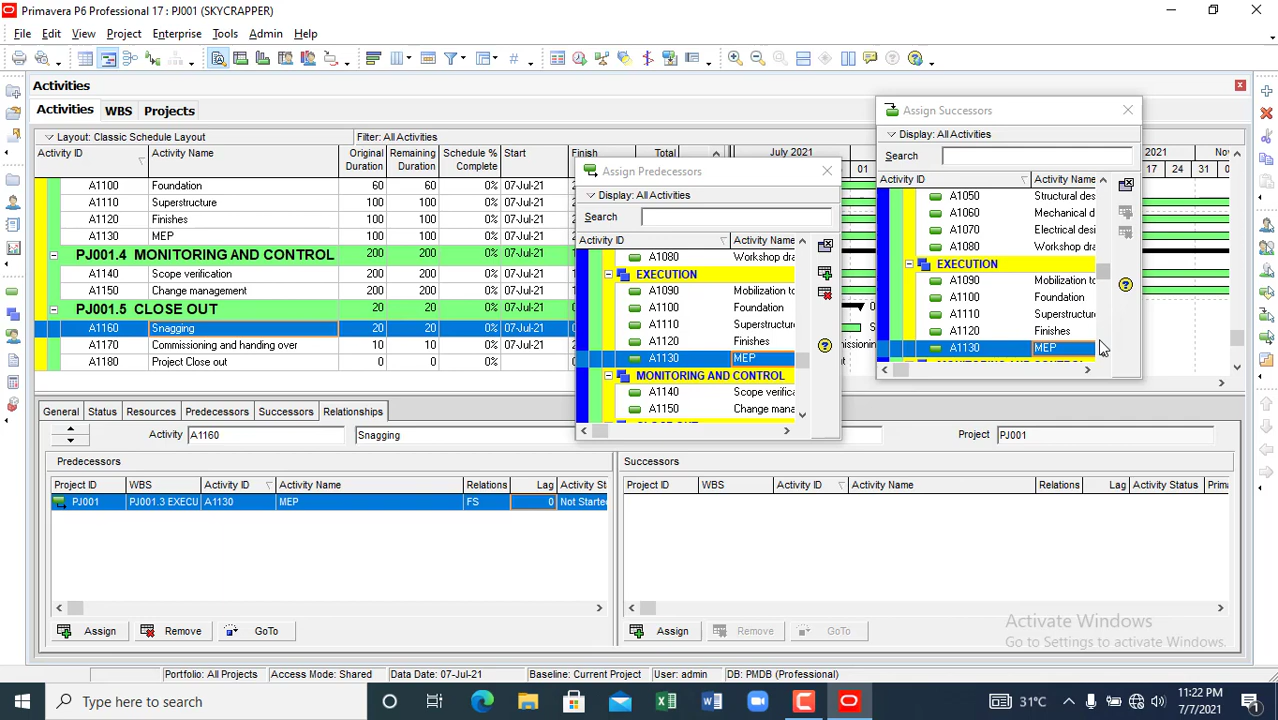 Primavera P6 Professional 17 : PJ001 (SKYCRAPPER)
File Edit View Project Enterprise Tools Admin Help
Activities
Activities WBS Projects
Layout: Classic Schedule Layout Filter: All Activities
Activity ID Activity Name Original Duration Remaining Duration Schedule % Complete Start Finish Total July 2021
A1100 Foundation 60 60 0% 07-Jul-21
A1110 Superstructure 100 100 0% 07-Jul-21
A1120 Finishes 100 100 0% 07-Jul-21
A1130 MEP 100 100 0% 07-Jul-21
PJ001.4 MONITORING AND CONTROL 200 200 0% 07-Jul-21
A1140 Scope verification 200 200 0% 07-Jul-21
A1150 Change management 200 200 0% 07-Jul-21
PJ001.5 CLOSE OUT 20 20 0% 07-Jul-21
A1160 Snagging 20 20 0% 07-Jul-21
A1170 Commissioning and handing over 10 10 0% 07-Jul-21
A1180 Project Close out 0 0 0% 07-Jul-21
Assign Predecessors
Display: All Activities
Search
Activity ID Activity Name
A1080 Workshop dra
EXECUTION
A1090 Mobilization to
A1100 Foundation
A1110 Superstructure
A1120 Finishes
A1130 MEP
MONITORING AND CONTROL
A1140 Scope verifica
A1150 Change mana
Assign Successors
Display: All Activities
Search
Activity ID Activity Name
A1050 Structural des
A1060 Mechanical d
A1070 Electrical desi
A1080 Workshop dra
EXECUTION
A1090 Mobilization to
A1100 Foundation
A1110 Superstructure
A1120 Finishes
A1130 MEP
2021 Nov
17 24 31
General Status Resources Predecessors Successors Relationships
Activity A1160 Snagging Project PJ001
Predecessors
Project ID WBS Activity ID Activity Name Relations Lag Activity St
PJ001 PJ001.3 EXECU A1130 MEP FS 0 Not Started
Assign Remove GoTo
Successors
Project ID WBS Activity ID Activity Name Relations Lag Activity Status Prima
Assign Remove GoTo
Activate Windows
Go to Settings to activate Windows.
Portfolio: All Projects Access Mode: Shared Data Date: 07-Jul-21 Baseline: Current Project User: admin DB: PMDB (Professional)
Type here to search
31°C
11:22 PM
7/7/2021
1